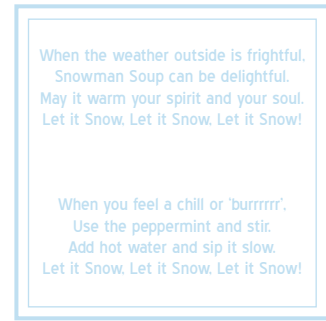 When the weather outside is frightful,
Snowman Soup can be delightful.
May it warm your spirit and your soul.
Let it Snow, Let it Snow, Let it Snow!
When you feel a chill or 'burrrrrr',
Use the peppermint and stir.
Add hot water and sip it slow.
Let it Snow, Let it Snow, Let it Snow!